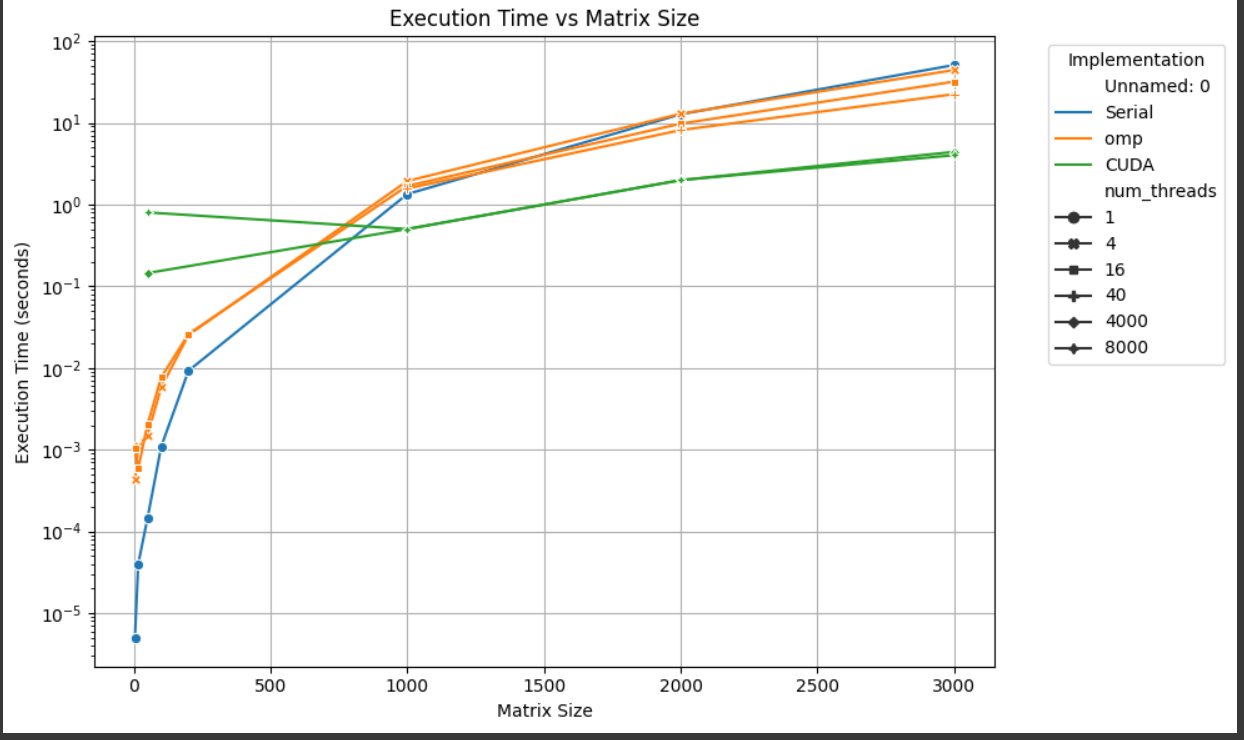 Execution Time vs Matrix Size
Execution Time (seconds)
10²
10¹
10⁰
10⁻¹
10⁻²
10⁻³
10⁻⁴
10⁻⁵
0 500 1000 1500 2000 2500 3000
Matrix Size
Implementation
Unnamed: 0
Serial
omp
CUDA
num_threads
1
4
16
40
4000
8000